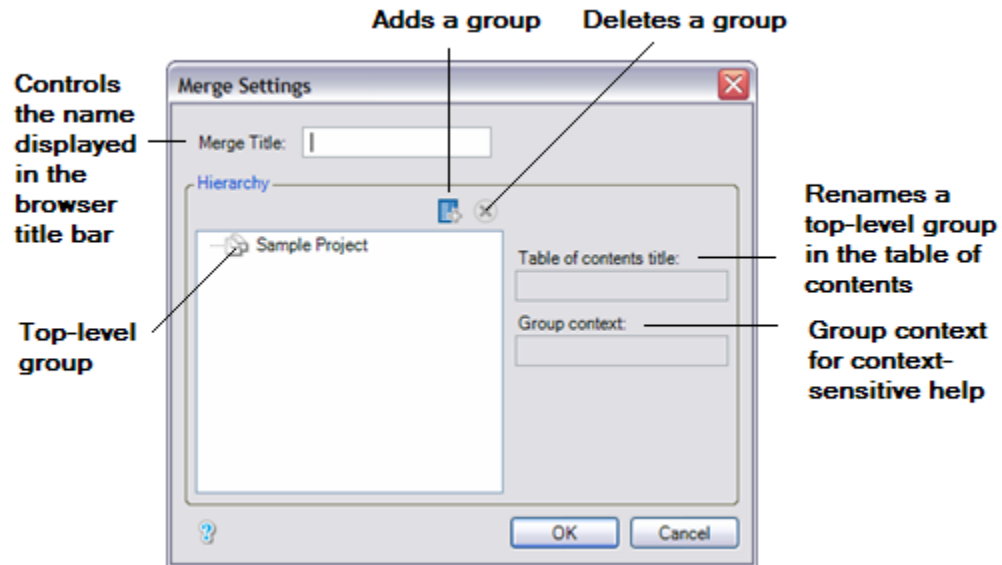 Adds a group
Deletes a group
Controls
the name
displayed
in the
browser
title bar
Merge Settings
Merge Title:
Hierarchy
Sample Project
Table of contents title:
Group context:
Renames a
top-level group
in the table of
contents
Top-level
group
Group context
for context-
sensitive help
OK
Cancel